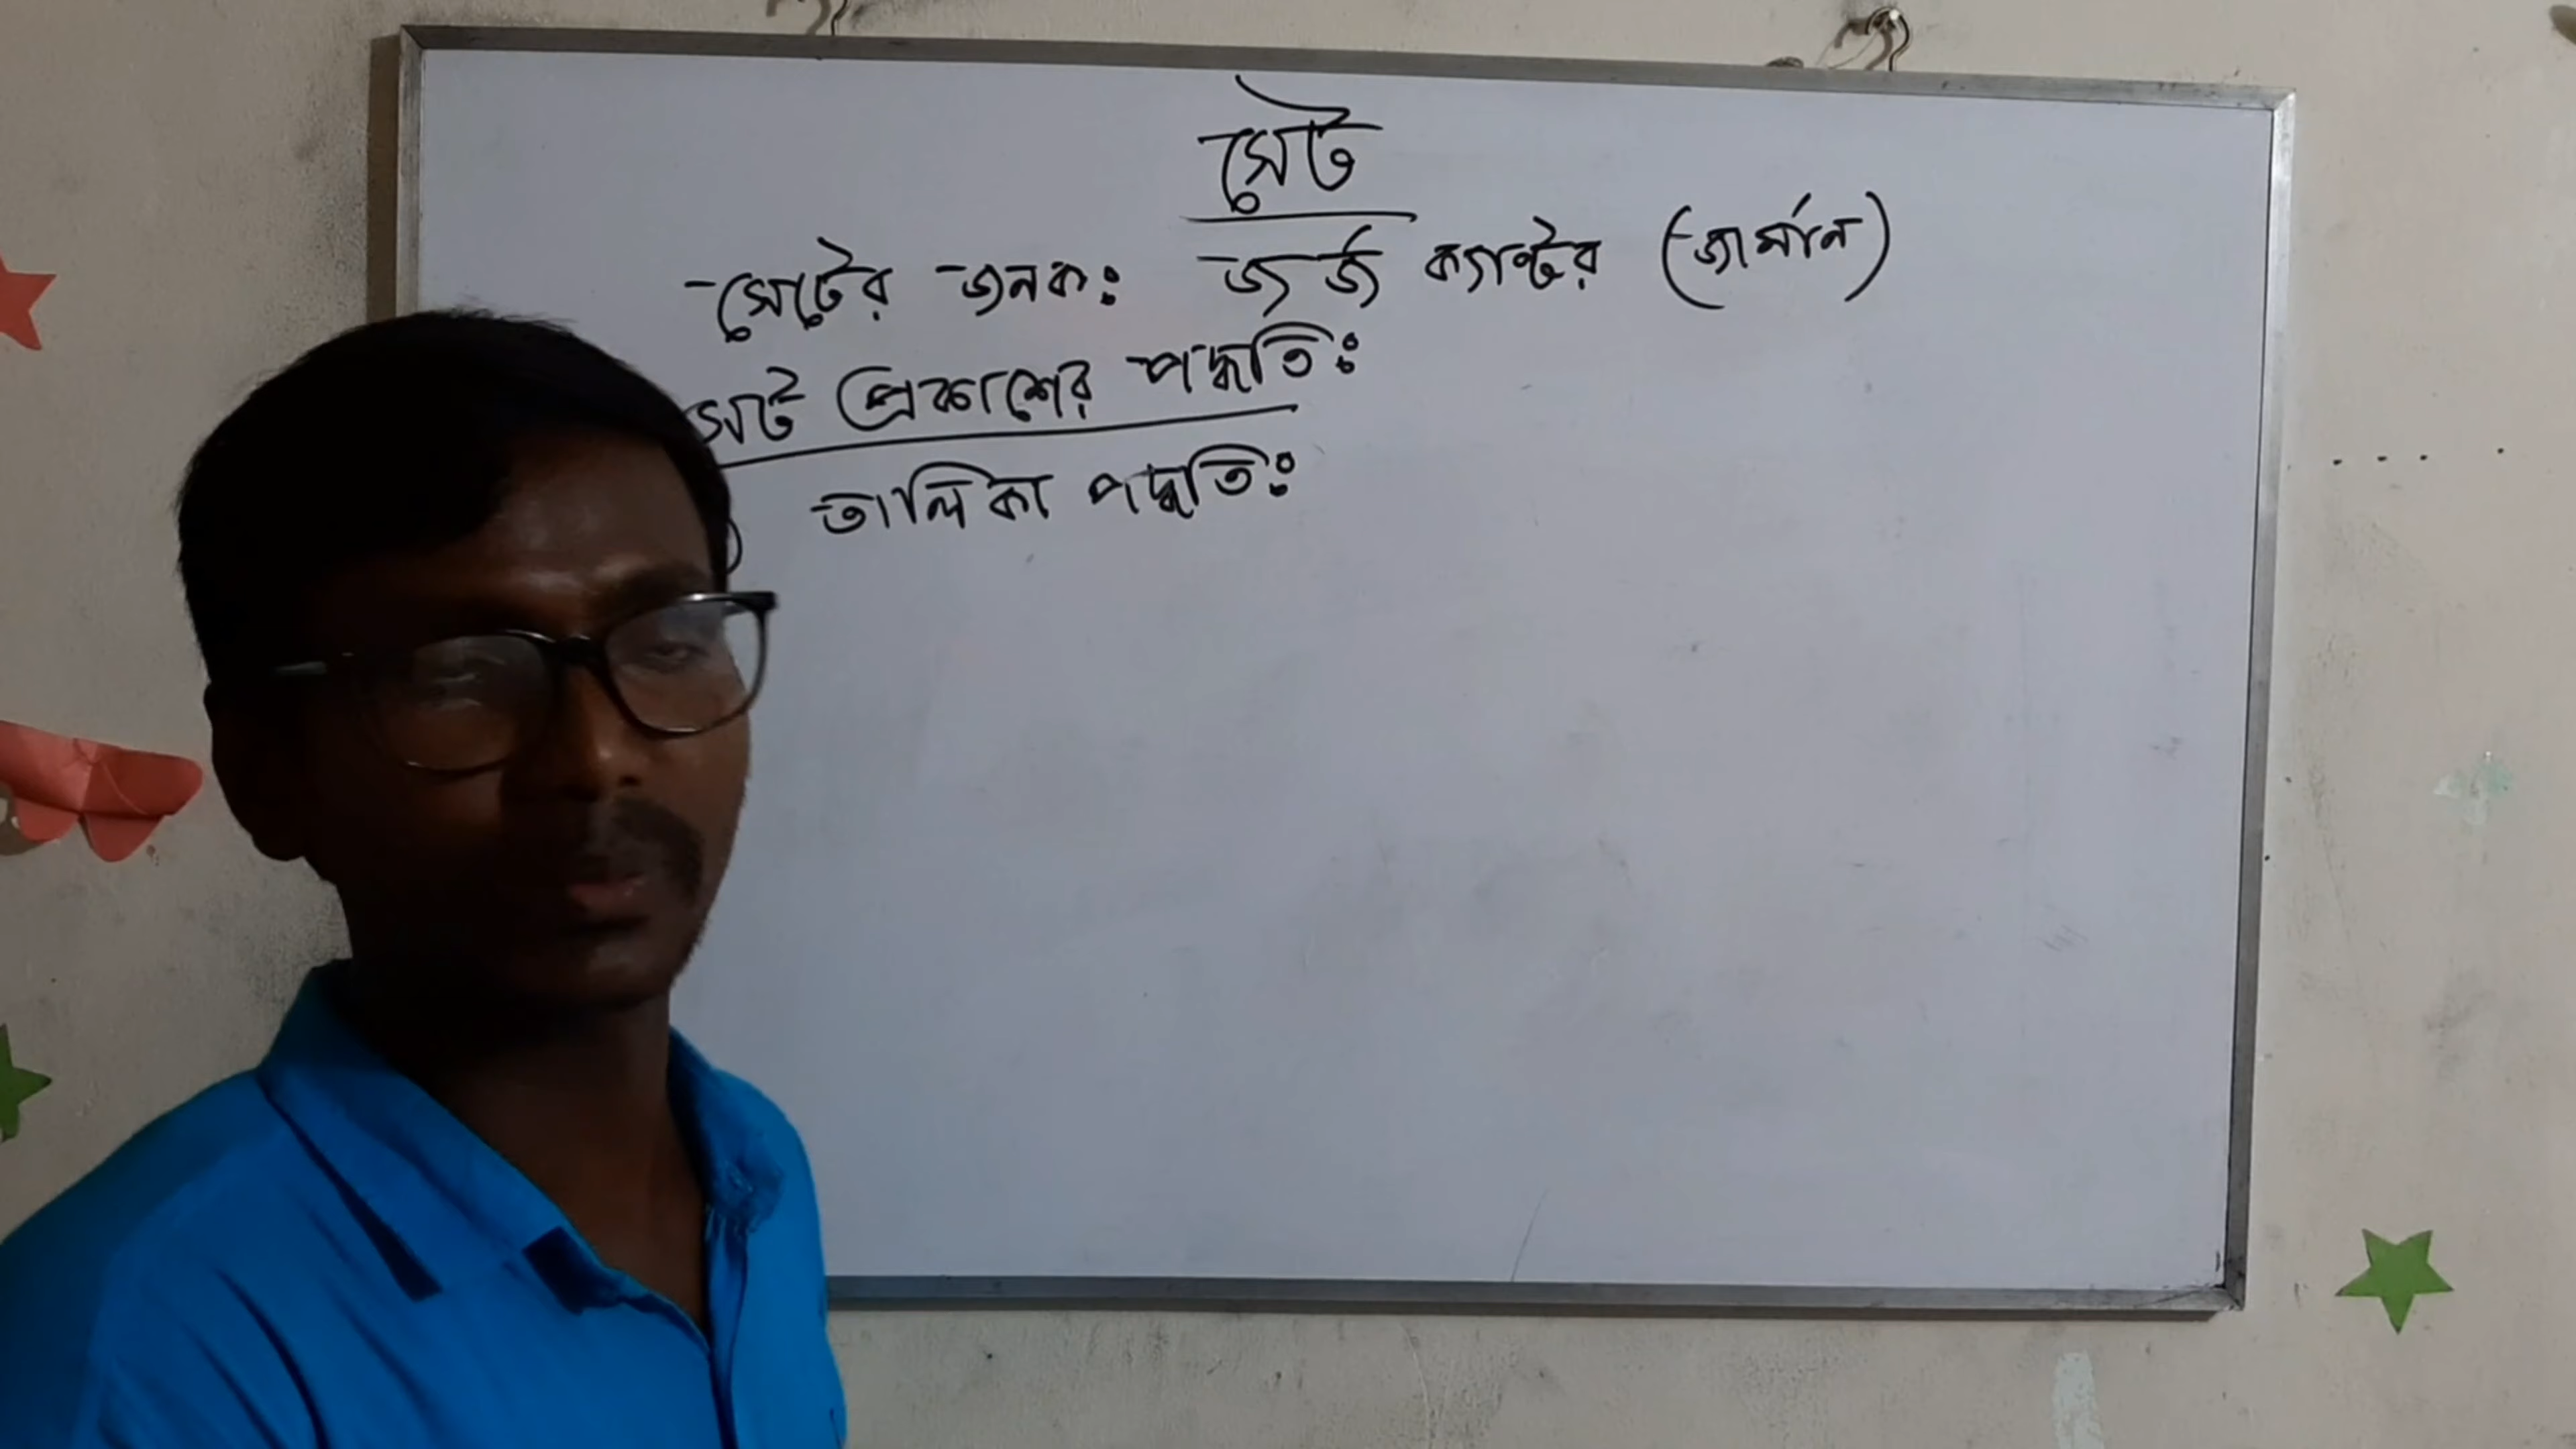 সেট
সেটের জনকঃ জর্জ ক্যান্টর (জার্মান)
সেট প্রকাশের পদ্ধতিঃ
তালিকা পদ্ধতিঃ